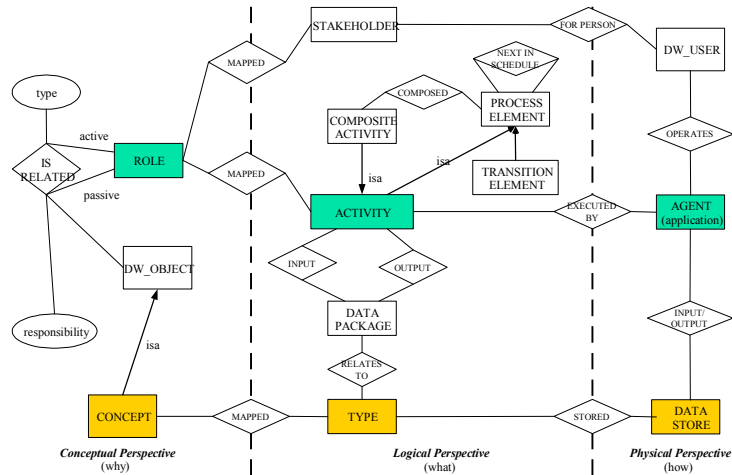 STAKEHOLDER
FOR PERSON
DW_USER
MAPPED
NEXT IN
SCHEDULE
COMPOSED
type
COMPOSITE
ACTIVITY
PROCESS
ELEMENT
OPERATES
active
IS
RELATED
ROLE
isa
MAPPED
isa
TRANSITION
ELEMENT
passive
ACTIVITY
EXECUTED
BY
AGENT
(application)
DW_OBJECT
INPUT
OUTPUT
DATA
PACKAGE
INPUT/
OUTPUT
responsibility
isa
RELATES
TO
CONCEPT
MAPPED
TYPE
STORED
DATA
STORE
Conceptual Perspective
(why)
Logical Perspective
(what)
Physical Perspective
(how)